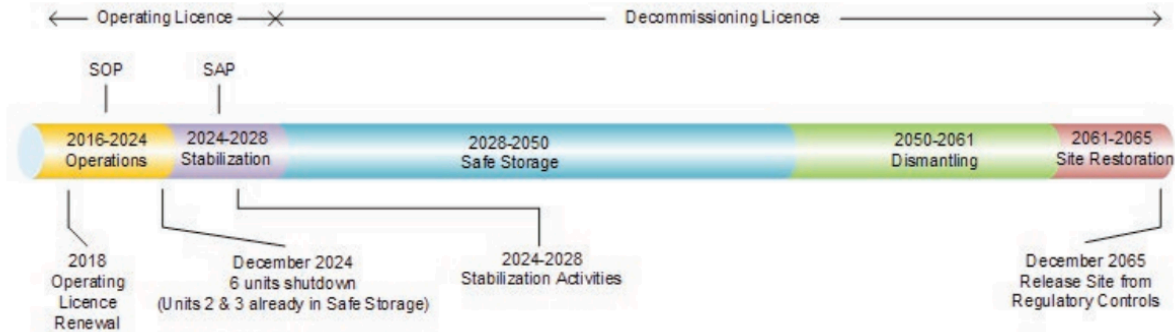 Operating Licence
Decommissioning Licence
SOP
SAP
2016-2024
Operations
2024-2028
Stabilization
2028-2050
Safe Storage
2050-2061
Dismantling
2061-2065
Site Restoration
2018
Operating
Licence
Renewal
December 2024
6 units shutdown
(Units 2 & 3 already in Safe Storage)
2024-2028
Stabilization Activities
December 2065
Release Site from
Regulatory Controls